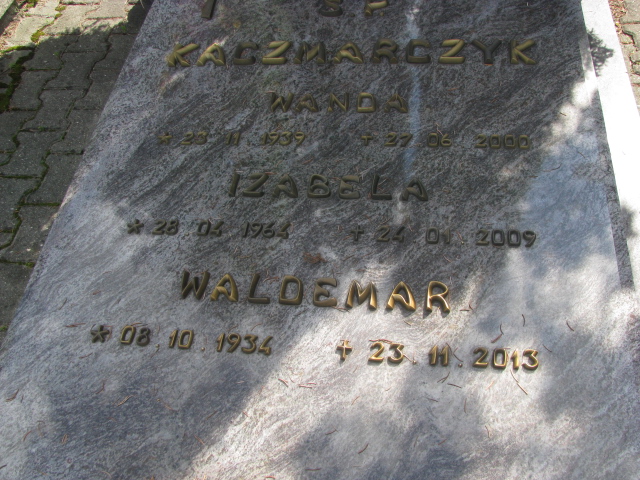 Ś P
KACZMARCZYK
WANDA
* 23 11 1939 + 27 06 2000
IZABELA
* 28 04 1964 + 24 01 2009
WALDEMAR
* 08.10.1934 + 23.11.2013